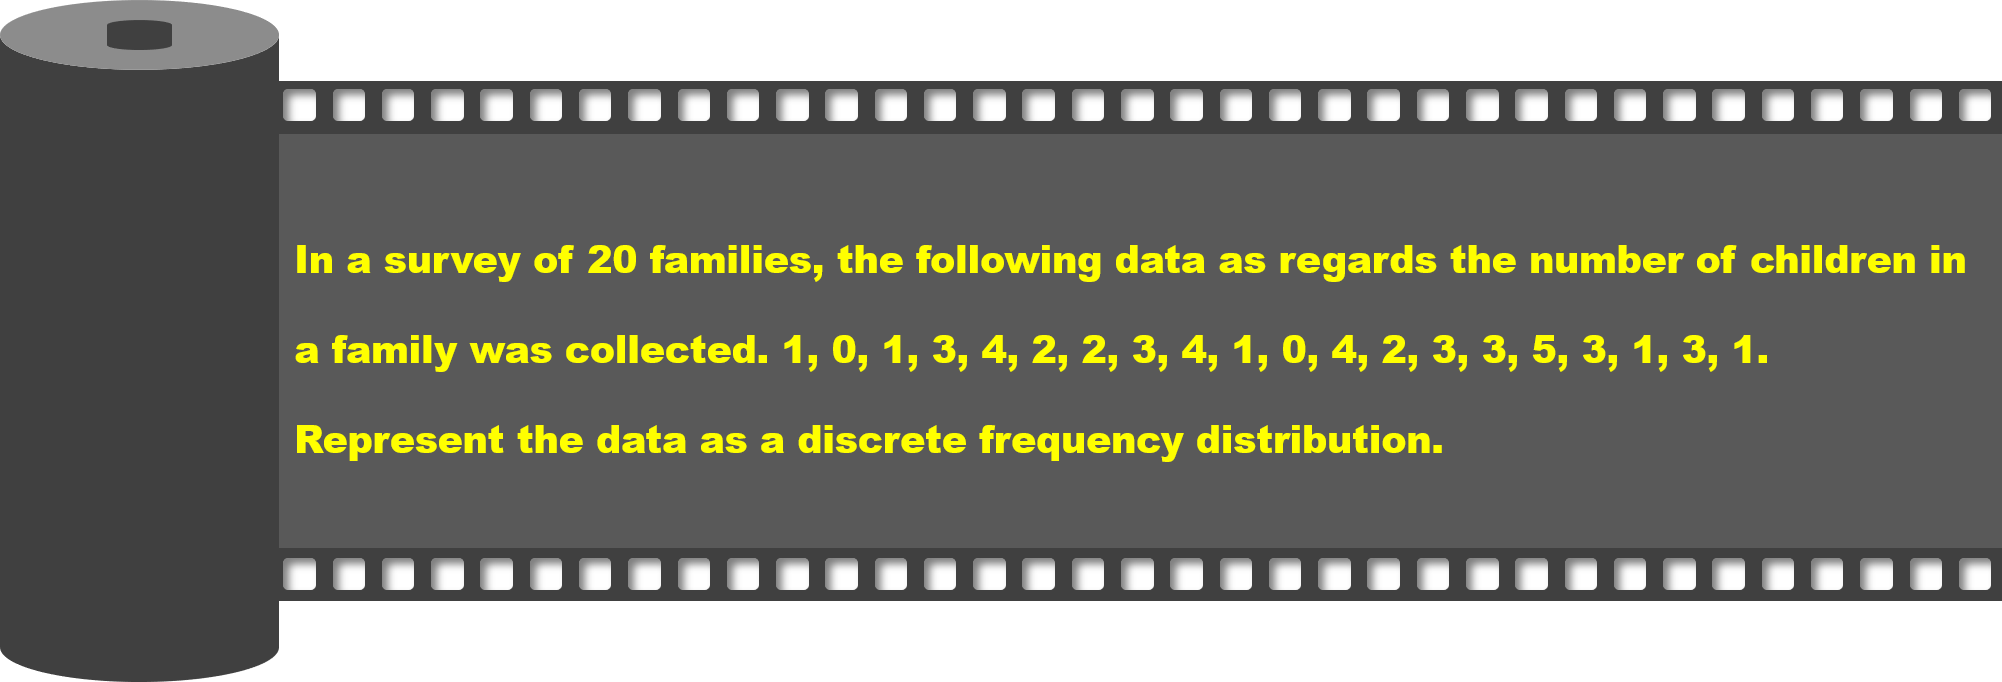 In a survey of 20 families, the following data as regards the number of children in
a family was collected. 1, 0, 1, 3, 4, 2, 2, 3, 4, 1, 0, 4, 2, 3, 3, 5, 3, 1, 3, 1.
Represent the data as a discrete frequency distribution.